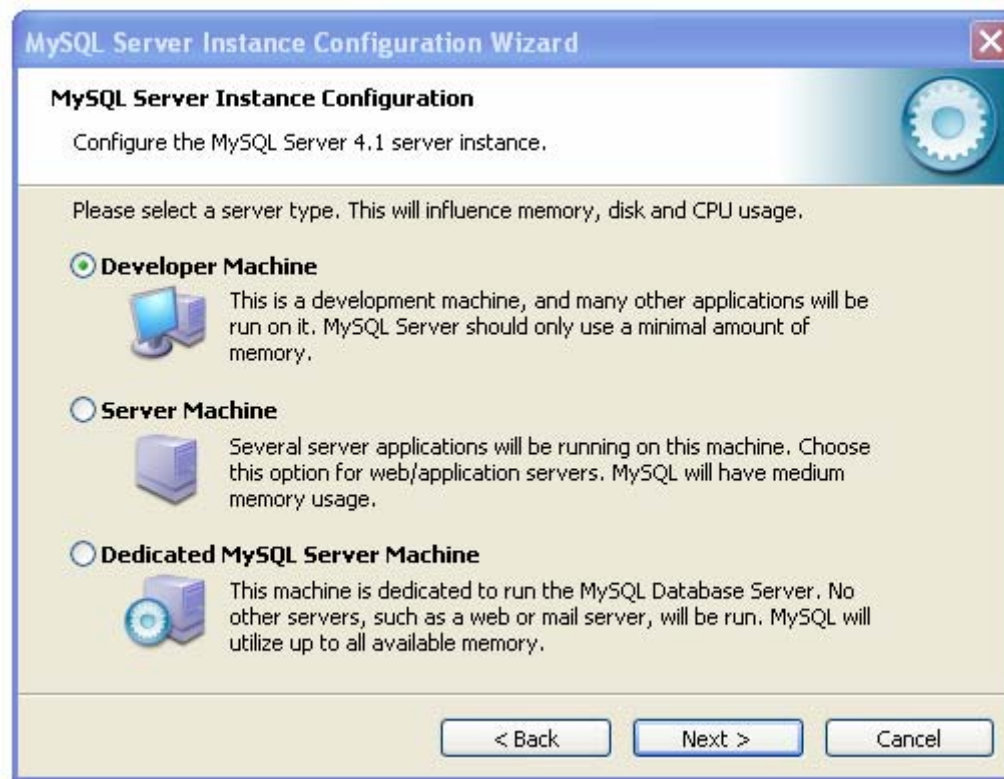 MySQL Server Instance Configuration Wizard
MySQL Server Instance Configuration
Configure the MySQL Server 4.1 server instance.
Please select a server type. This will influence memory, disk and CPU usage.
Developer Machine
This is a development machine, and many other applications will be
run on it. MySQL Server should only use a minimal amount of
memory.
Server Machine
Several server applications will be running on this machine. Choose
this option for web/application servers. MySQL will have medium
memory usage.
Dedicated MySQL Server Machine
This machine is dedicated to run the MySQL Database Server. No
other servers, such as a web or mail server, will be run. MySQL will
utilize up to all available memory.
< Back Next > Cancel